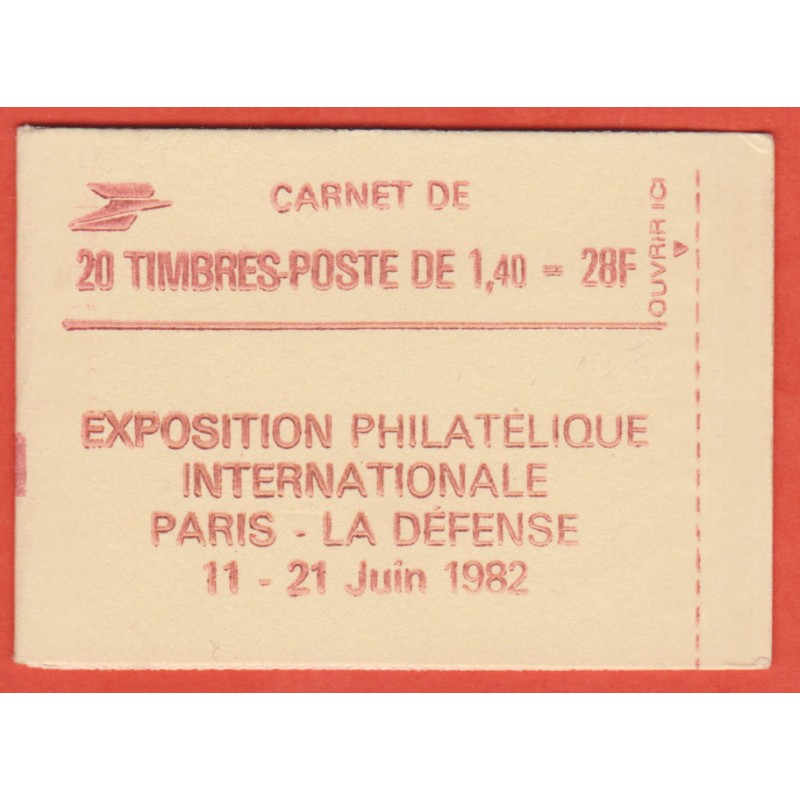 CARNET DE
20 TIMBRES-POSTE DE 1,40 = 28F
OUVRIR ICI
EXPOSITION PHILATÉLIQUE
INTERNATIONALE
PARIS - LA DÉFENSE
11 - 21 Juin 1982